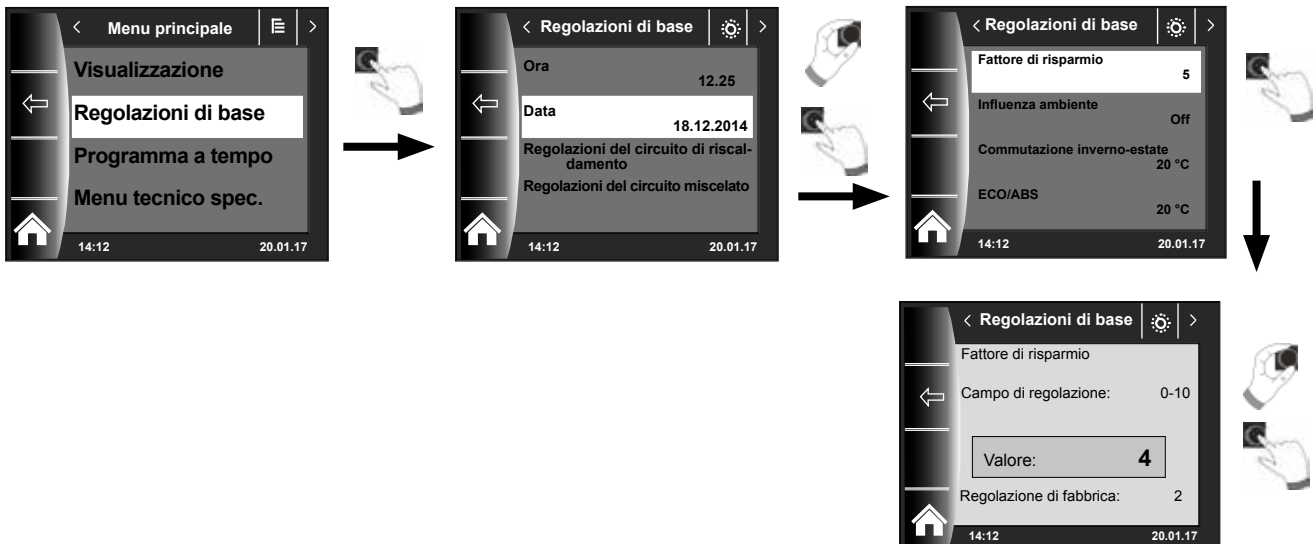 Menu principale
Visualizzazione
Regolazioni di base
Programma a tempo
Menu tecnico spec.
14:12 20.01.17
Regolazioni di base
Ora
12.25
Data
18.12.2014
Regolazioni del circuito di riscal-
damento
Regolazioni del circuito miscelato
14:12 20.01.17
Regolazioni di base
Fattore di risparmio
5
Influenza ambiente
Off
Commutazione inverno-estate
20 °C
ECO/ABS
20 °C
14:12 20.01.17
Regolazioni di base
Fattore di risparmio
Campo di regolazione: 0-10
Valore: 4
Regolazione di fabbrica: 2
14:12 20.01.17